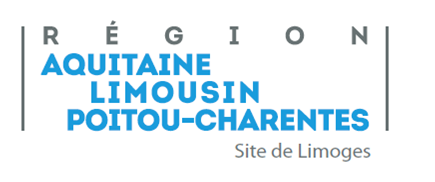 RÉGION
AQUITAINE
LIMOUSIN
POITOU-CHARENTES
Site de Limoges